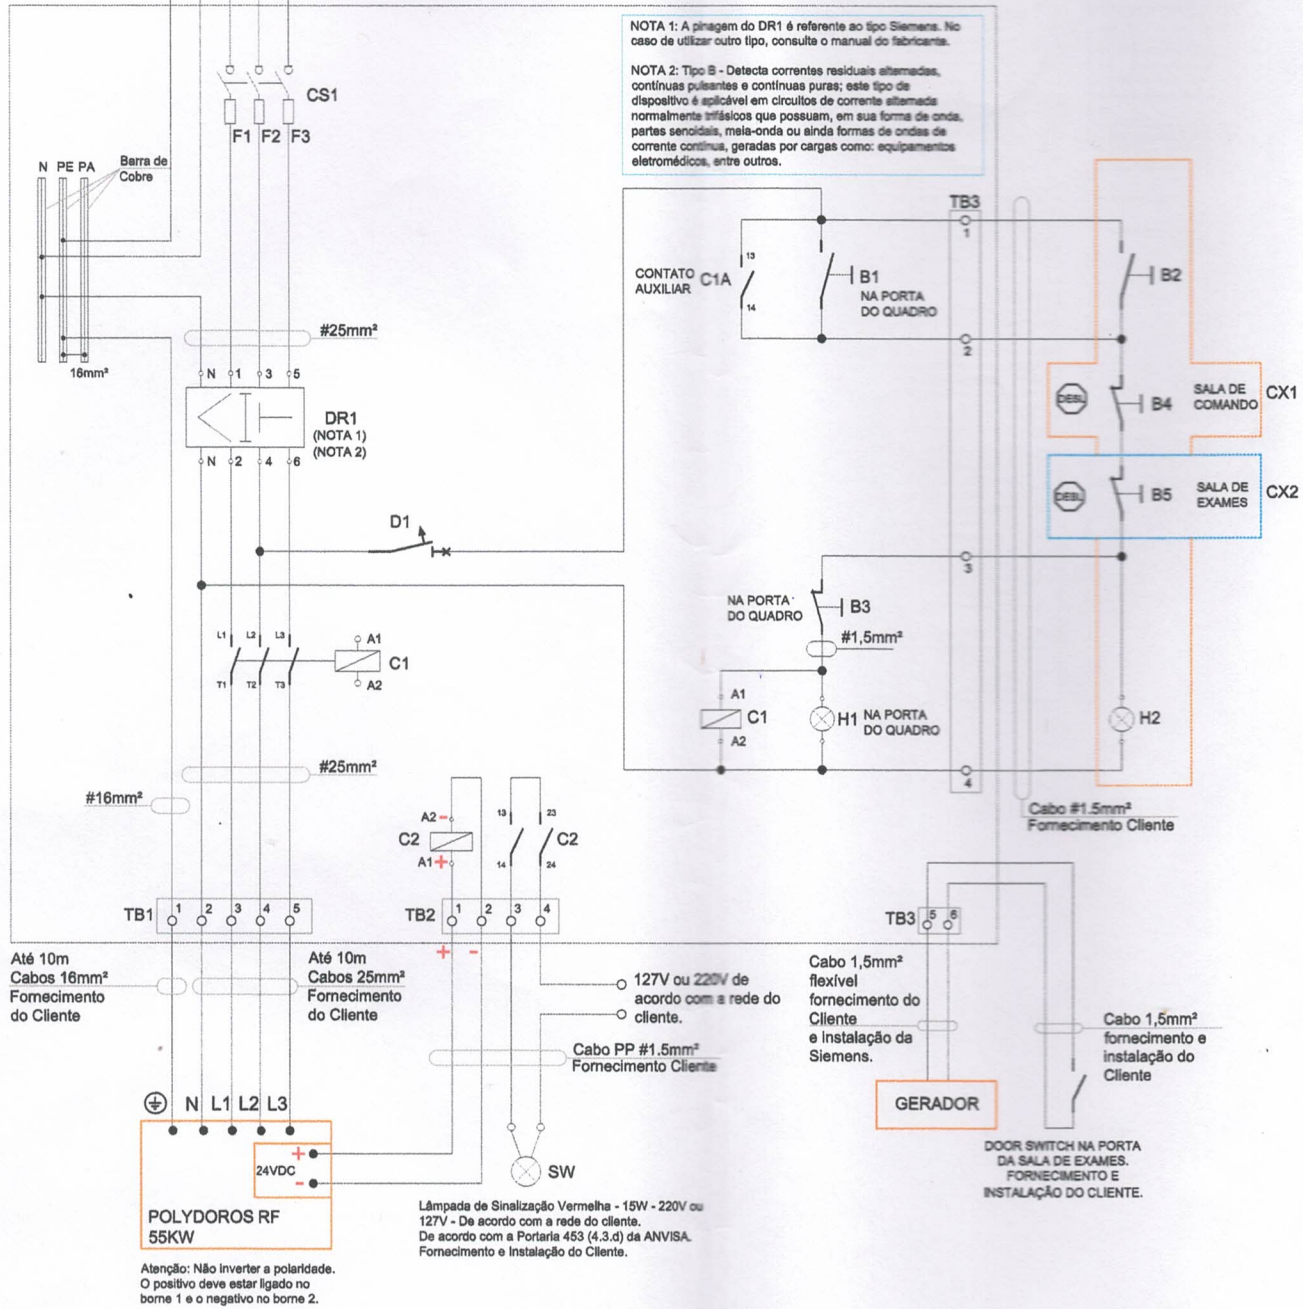 NOTA 1: A pinagem do DR1 é referente ao tipo Siemens. No
caso de utilizar outro tipo, consulte o manual do fabricante.
NOTA 2: Tipo B - Detecta correntes residuais alternadas,
contínuas pulsantes e contínuas puras; este tipo de
dispositivo é aplicável em circuitos de corrente alternada
normalmente trifásicos que possuam, em sua forma de onda,
partes senoidais, meia-onda ou ainda formas de ondas de
corrente contínua, geradas por cargas como: equipamentos
eletromédicos, entre outros.
CS1
F1 F2 F3
N PE PA
Barra de
Cobre
16mm²
#25mm²
N 1 3 5
DR1
(NOTA 1)
(NOTA 2)
N 2 4 6
D1
TB3
1
CONTATO
AUXILIAR
C1A
13
14
B1
NA PORTA
DO QUADRO
B2
2
DESL
B4
SALA DE
COMANDO
CX1
DESL
B5
SALA DE
EXAMES
CX2
3
NA PORTA
DO QUADRO
B3
#1,5mm²
L1 L2 L3
T1 T2 T3
A1
C1
A2
A1
C1
A2
H1
NA PORTA
DO QUADRO
H2
4
#25mm²
#16mm²
Cabo #1.5mm²
Fornecimento Cliente
A2 -
C2
A1 +
13 23
C2
14 24
TB1 1 2 3 4 5
TB2 1 2 3 4
TB3 5 6
+ -
Até 10m
Cabos 16mm²
Fornecimento
do Cliente
Até 10m
Cabos 25mm²
Fornecimento
do Cliente
127V ou 220V de
acordo com a rede do
cliente.
Cabo PP #1.5mm²
Fornecimento Cliente
Cabo 1,5mm²
flexível
fornecimento do
Cliente
e instalação da
Siemens.
Cabo 1,5mm²
fornecimento e
instalação do
Cliente
GERADOR
DOOR SWITCH NA PORTA
DA SALA DE EXAMES.
FORNECIMENTO E
INSTALAÇÃO DO CLIENTE.
N L1 L2 L3
+
24VDC
-
POLYDOROS RF
55KW
SW
Lâmpada de Sinalização Vermelha - 15W - 220V ou
127V - De acordo com a rede do cliente.
De acordo com a Portaria 453 (4.3.d) da ANVISA.
Fornecimento e Instalação do Cliente.
Atenção: Não inverter a polaridade.
O positivo deve estar ligado no
borne 1 e o negativo no borne 2.